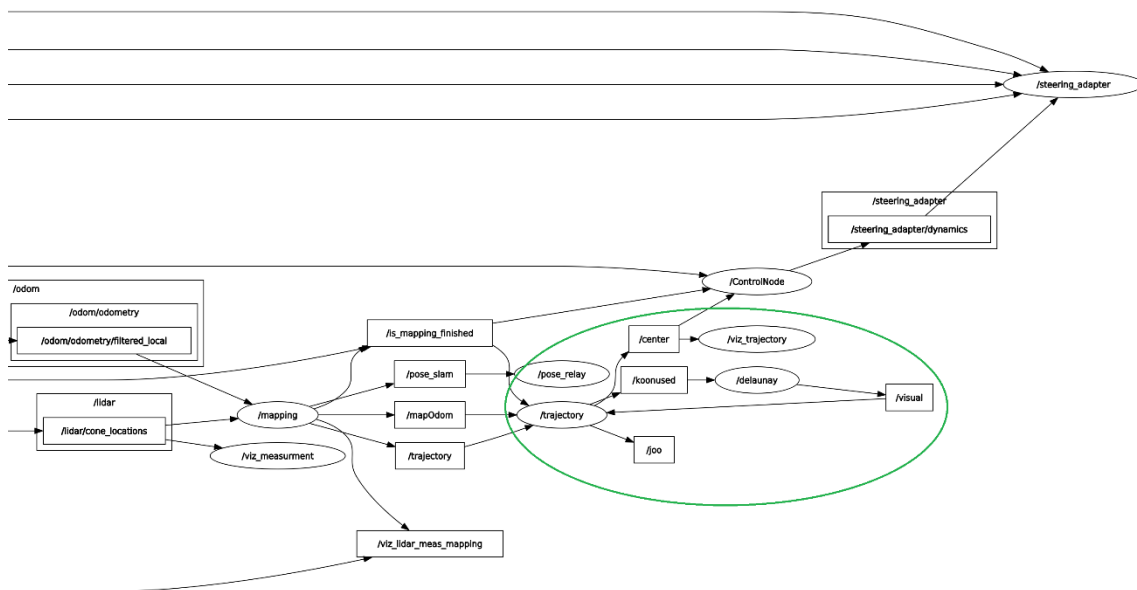 /steering_adapter
/steering_adapter
/steering_adapter/dynamics
/ControlNode
/odom
/odom/odometry
/odom/odometry/filtered_local
/is_mapping_finished
/center
/viz_trajectory
/pose_slam
/pose_relay
/koonused
/delaunay
/visual
/lidar
/lidar/cone_locations
/mapping
/mapOdom
/trajectory
/viz_measurment
/trajectory
/joo
/viz_lidar_meas_mapping